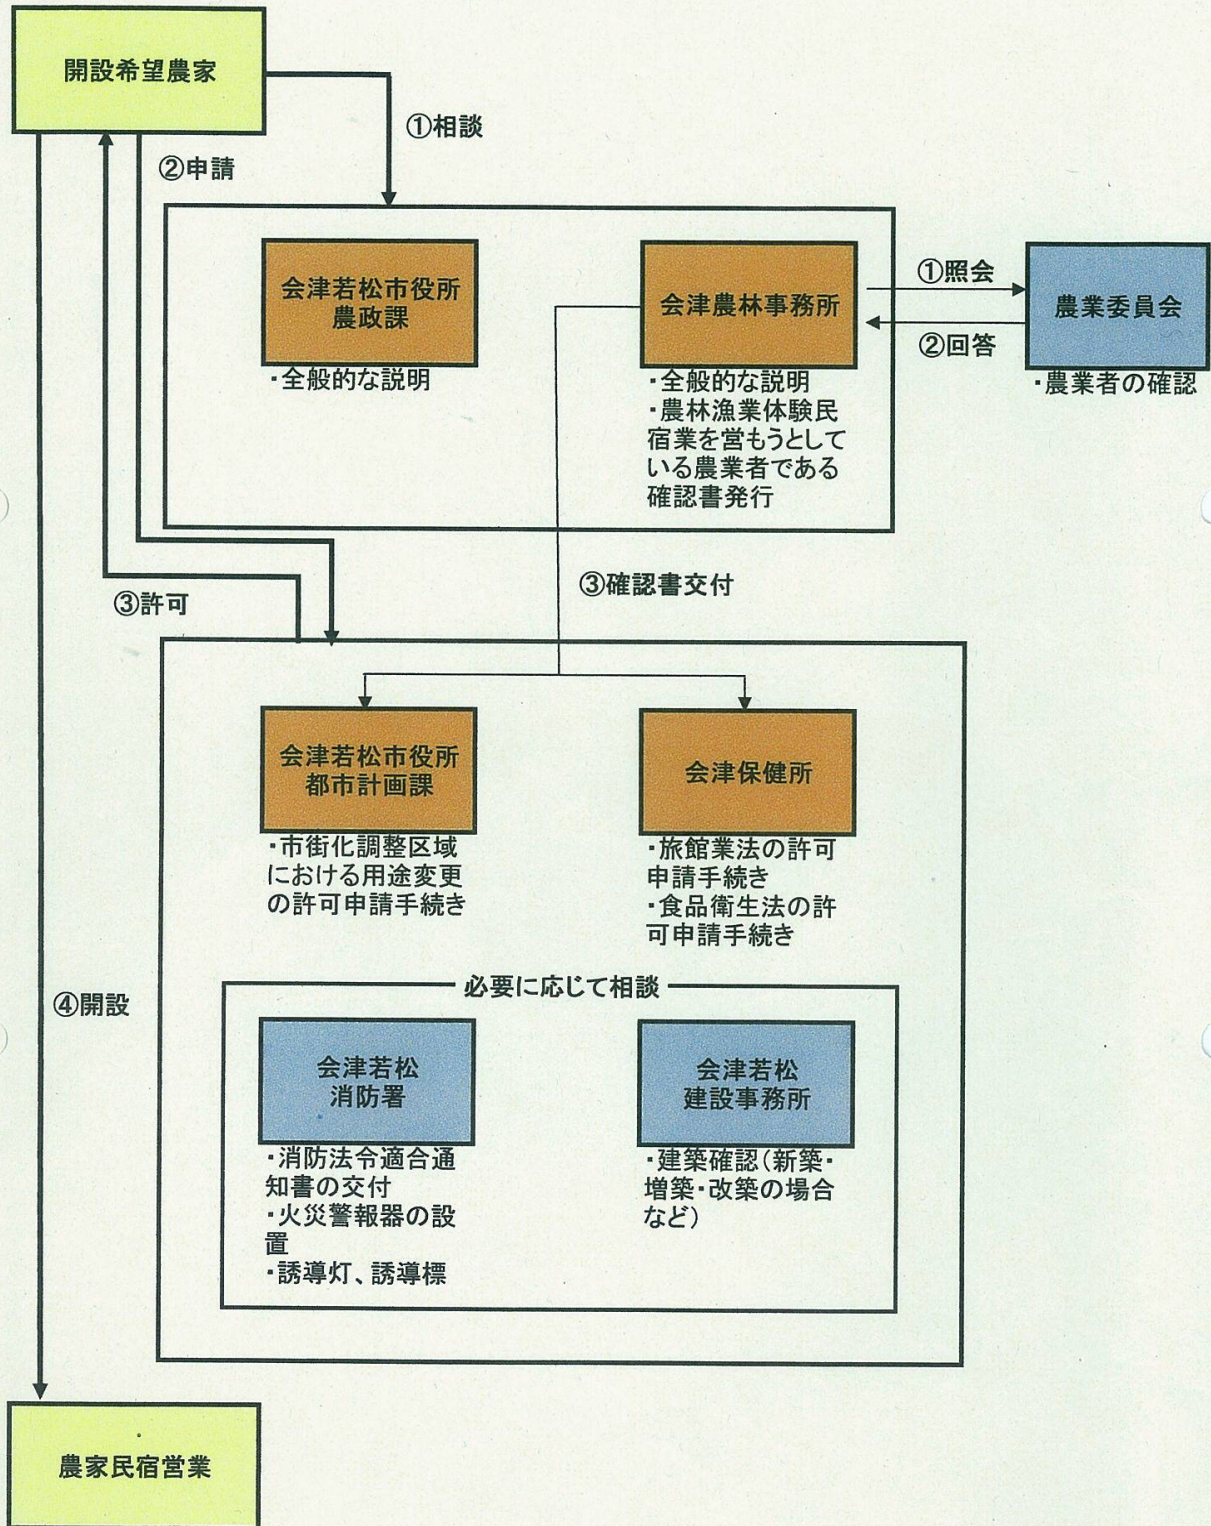 開設希望農家
①相談
②申請
会津若松市役所
農政課
・全般的な説明
会津農林事務所
・全般的な説明
・農林漁業体験民
宿業を営もうとして
いる農業者である
確認書発行
①照会
②回答
農業委員会
・農業者の確認
③許可
③確認書交付
会津若松市役所
都市計画課
・市街化調整区域
における用途変更
の許可申請手続き
会津保健所
・旅館業法の許可
申請手続き
・食品衛生法の許
可申請手続き
必要に応じて相談
会津若松
消防署
・消防法令適合通
知書の交付
・火災警報器の設
置
・誘導灯、誘導標
会津若松
建設事務所
・建築確認(新築・
増築・改築の場合
など)
④開設
農家民宿営業